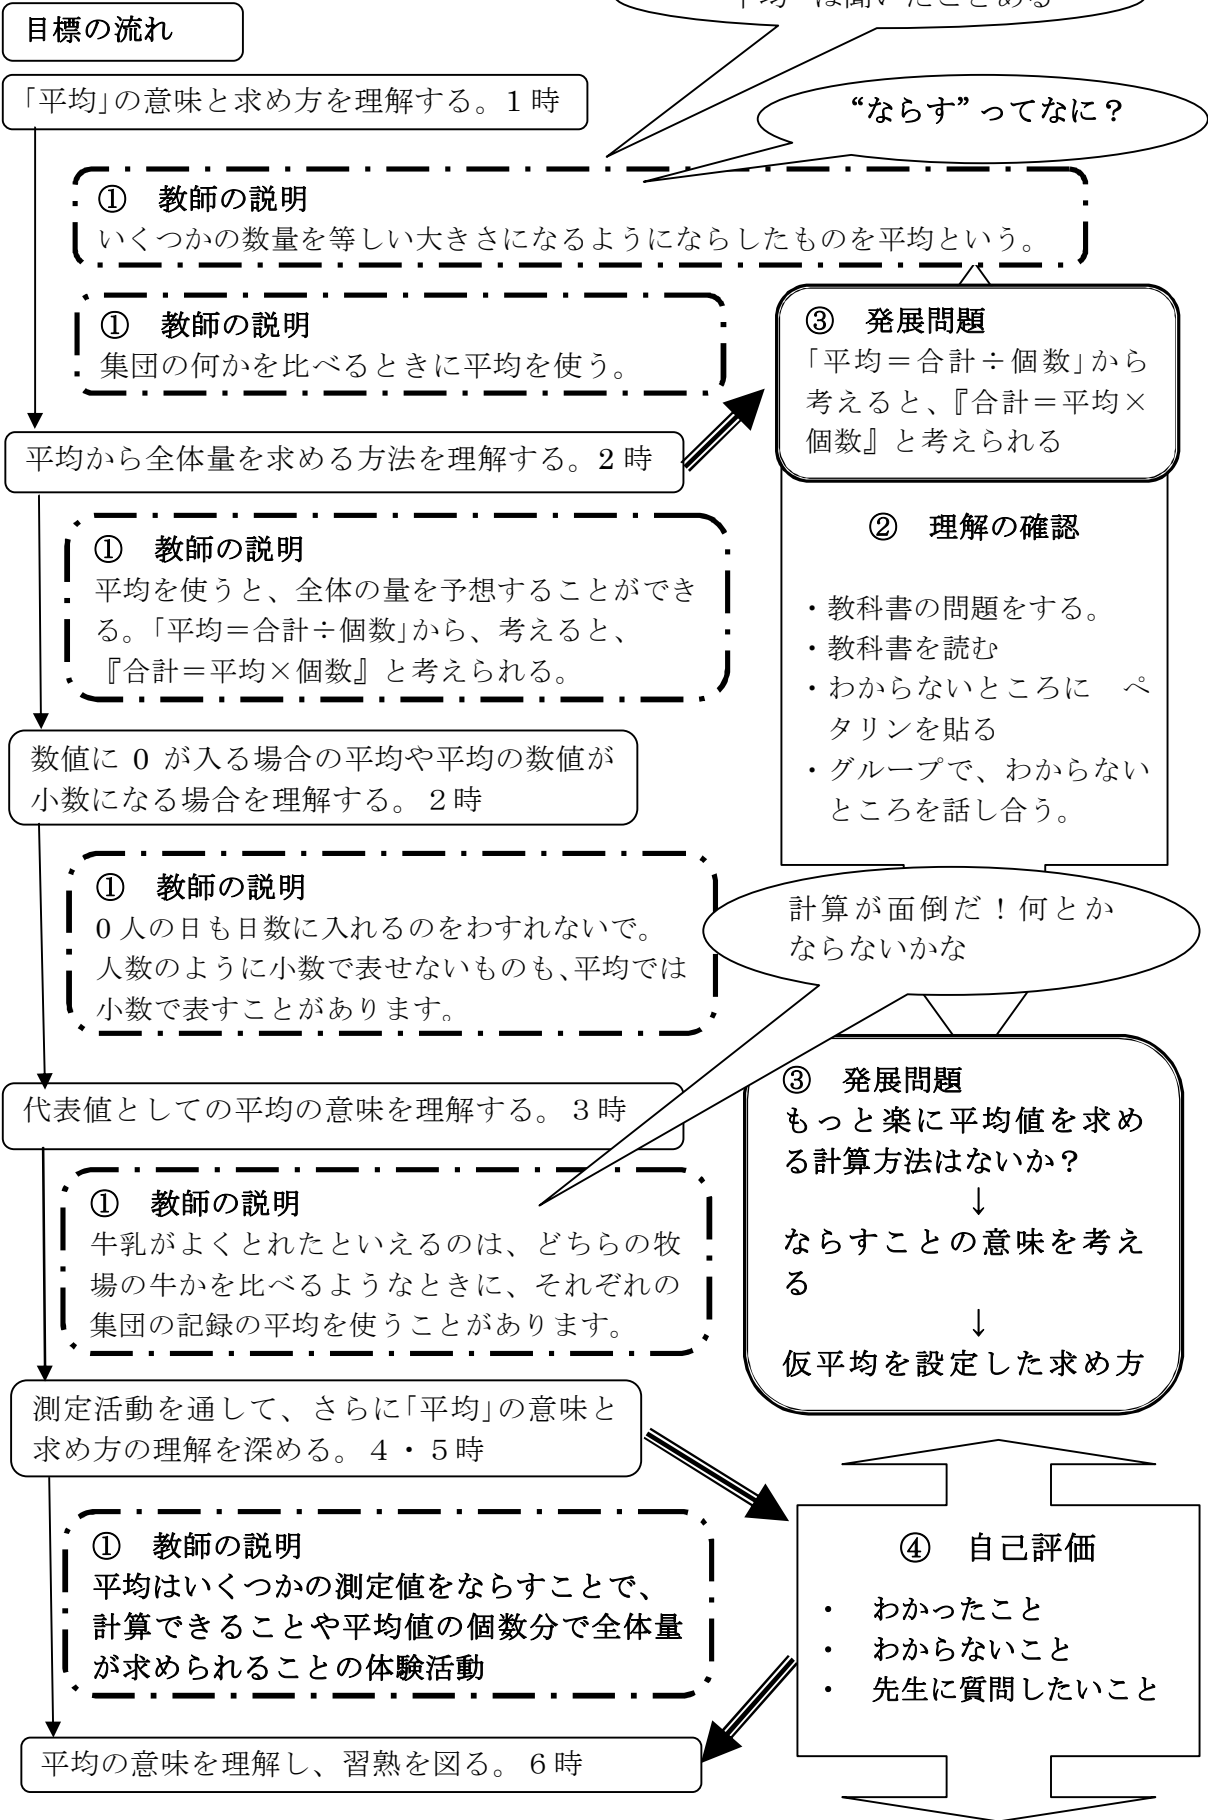 目標の流れ
「平均」の意味と求め方を理解する。1時
“ならす”ってなに？
①　教師の説明
いくつかの数量を等しい大きさになるようにならしたものを平均という。
①　教師の説明
集団の何かを比べるときに平均を使う。
平均から全体量を求める方法を理解する。2時
③　発展問題
「平均＝合計÷個数」から
考えると、『合計＝平均×
個数』と考えられる
①　教師の説明
平均を使うと、全体の量を予想することができ
る。「平均＝合計÷個数」から、考えると、
『合計＝平均×個数』と考えられる。
②　理解の確認
・教科書の問題をする。
・教科書を読む
・わからないところに　ペ
タリンを貼る
・グループで、わからない
ところを話し合う。
数値に 0 が入る場合の平均や平均の数値が
小数になる場合を理解する。２時
①　教師の説明
0人の日も日数に入れるのをわすれないで。
人数のように小数で表せないものも、平均では
小数で表すことがあります。
計算が面倒だ！何とか
ならないかな
代表値としての平均の意味を理解する。３時
①　教師の説明
牛乳がよくとれたといえるのは、どちらの牧
場の牛かを比べるようなときに、それぞれの
集団の記録の平均を使うことがあります。
③　発展問題
もっと楽に平均値を求め
る計算方法はないか？
↓
ならすことの意味を考え
る
↓
仮平均を設定した求め方
測定活動を通して、さらに「平均」の意味と
求め方の理解を深める。４・５時
①　教師の説明
平均はいくつかの測定値をならすことで、
計算できることや平均値の個数分で全体量
が求められることの体験活動
④　自己評価
・　わかったこと
・　わからないこと
・　先生に質問したいこと
平均の意味を理解し、習熟を図る。６時